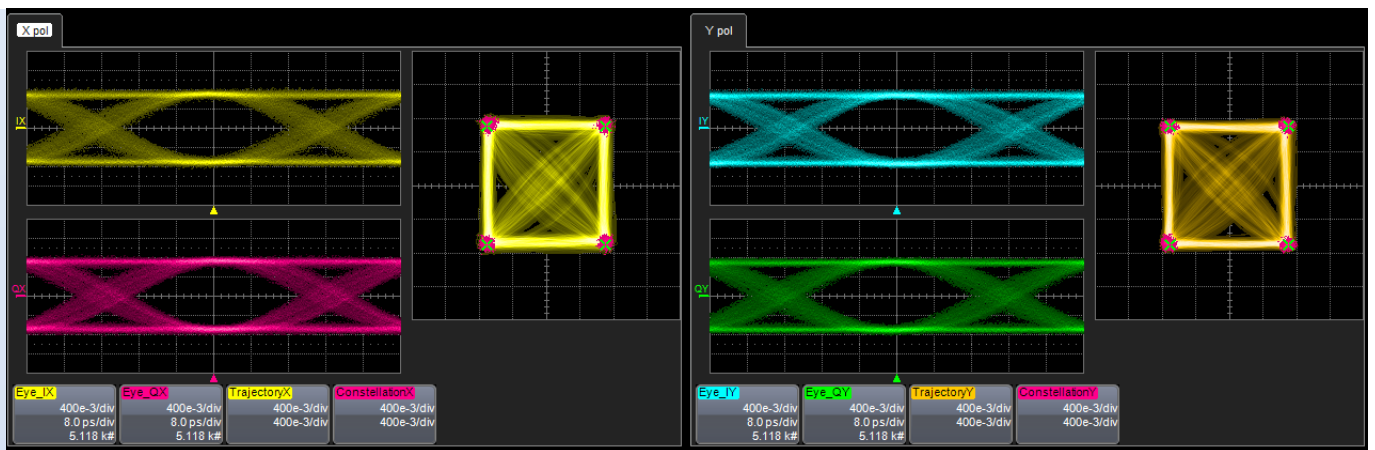 X pol
IX
QX
Eye_IX
400e-3/div
8.0 ps/div
5.118 k#
Eye_QX
400e-3/div
8.0 ps/div
5.118 k#
TrajectoryX
400e-3/div
400e-3/div
ConstellationX
400e-3/div
400e-3/div
Y pol
IY
QY
Eye_IY
400e-3/div
8.0 ps/div
5.118 k#
Eye_QY
400e-3/div
8.0 ps/div
5.118 k#
TrajectoryY
400e-3/div
400e-3/div
ConstellationY
400e-3/div
400e-3/div